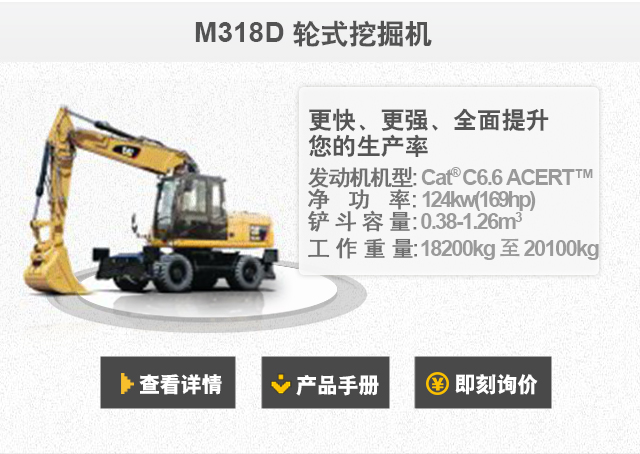 M318D 轮式挖掘机
更快、更强、全面提升
您的生产率
发动机机型: Cat® C6.6 ACERT™
净 功 率: 124kw(169hp)
铲 斗 容 量: 0.38-1.26m³
工 作 重 量: 18200kg 至 20100kg
CAT
查看详情
产品手册
即刻询价